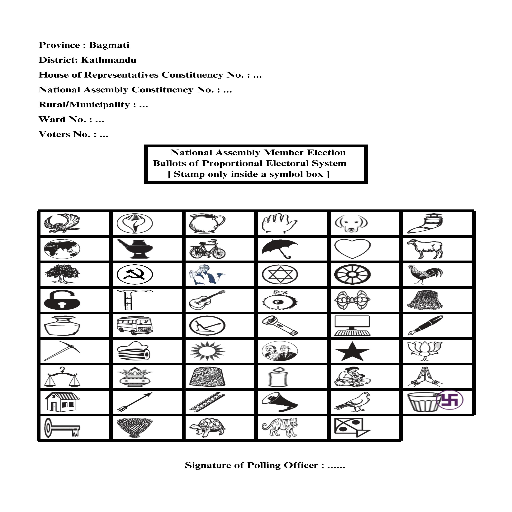 Province : Bagmati
District: Kathmandu
House of Representatives Constituency No. : ...
National Assembly Constituency No. : ...
Rural/Municipality : ...
Ward No. : ...
Voters No. : ...
National Assembly Member Election
Ballots of Proportional Electoral System
[ Stamp only inside a symbol box ]
Signature of Polling Officer : ......